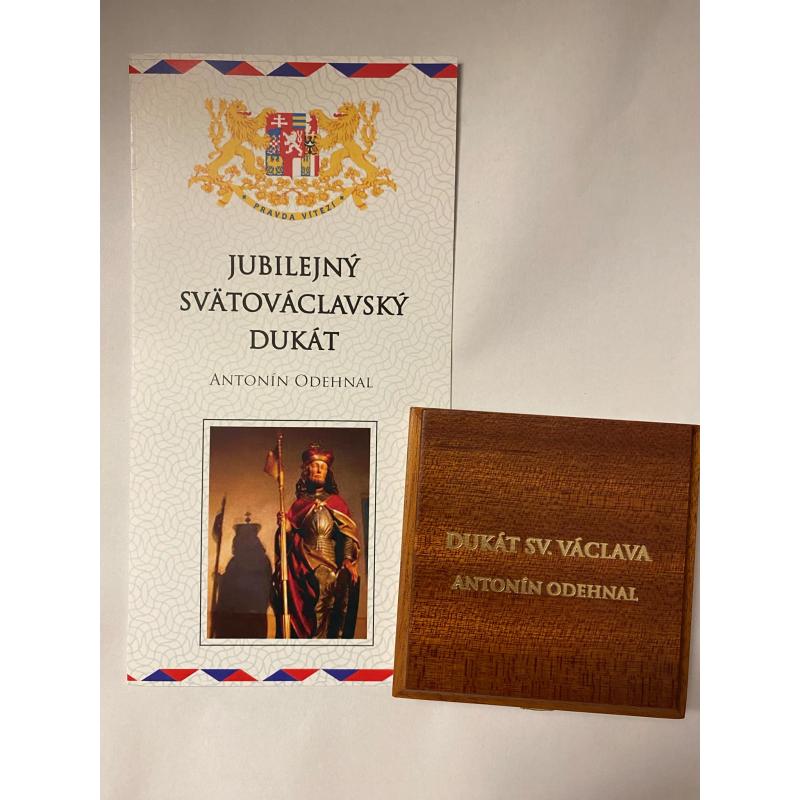 PRAVDA VÍTĚZÍ
JUBILEJNÝ
SVÄTOVÁCLAVSKÝ
DUKÁT
ANTONÍN ODEHNAL
DUKÁT SV. VÁCLAVA
ANTONÍN ODEHNAL